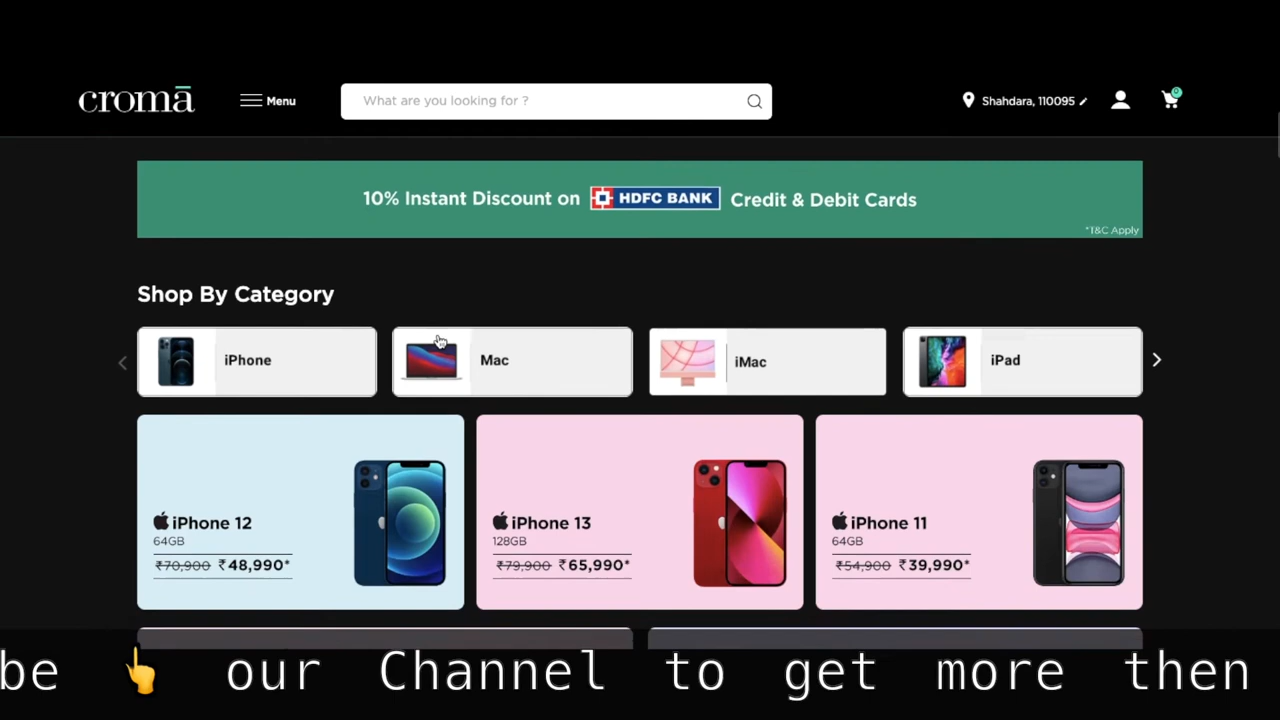 cromā
Menu
What are you looking for ?
Shahdara, 110095
0
10% Instant Discount on HDFC BANK Credit & Debit Cards
*T&C Apply
Shop By Category
iPhone
Mac
iMac
iPad
iPhone 12
64GB
₹70,900 ₹48,990*
iPhone 13
128GB
₹79,900 ₹65,990*
iPhone 11
64GB
₹54,900 ₹39,990*
be 👆 our Channel to get more then